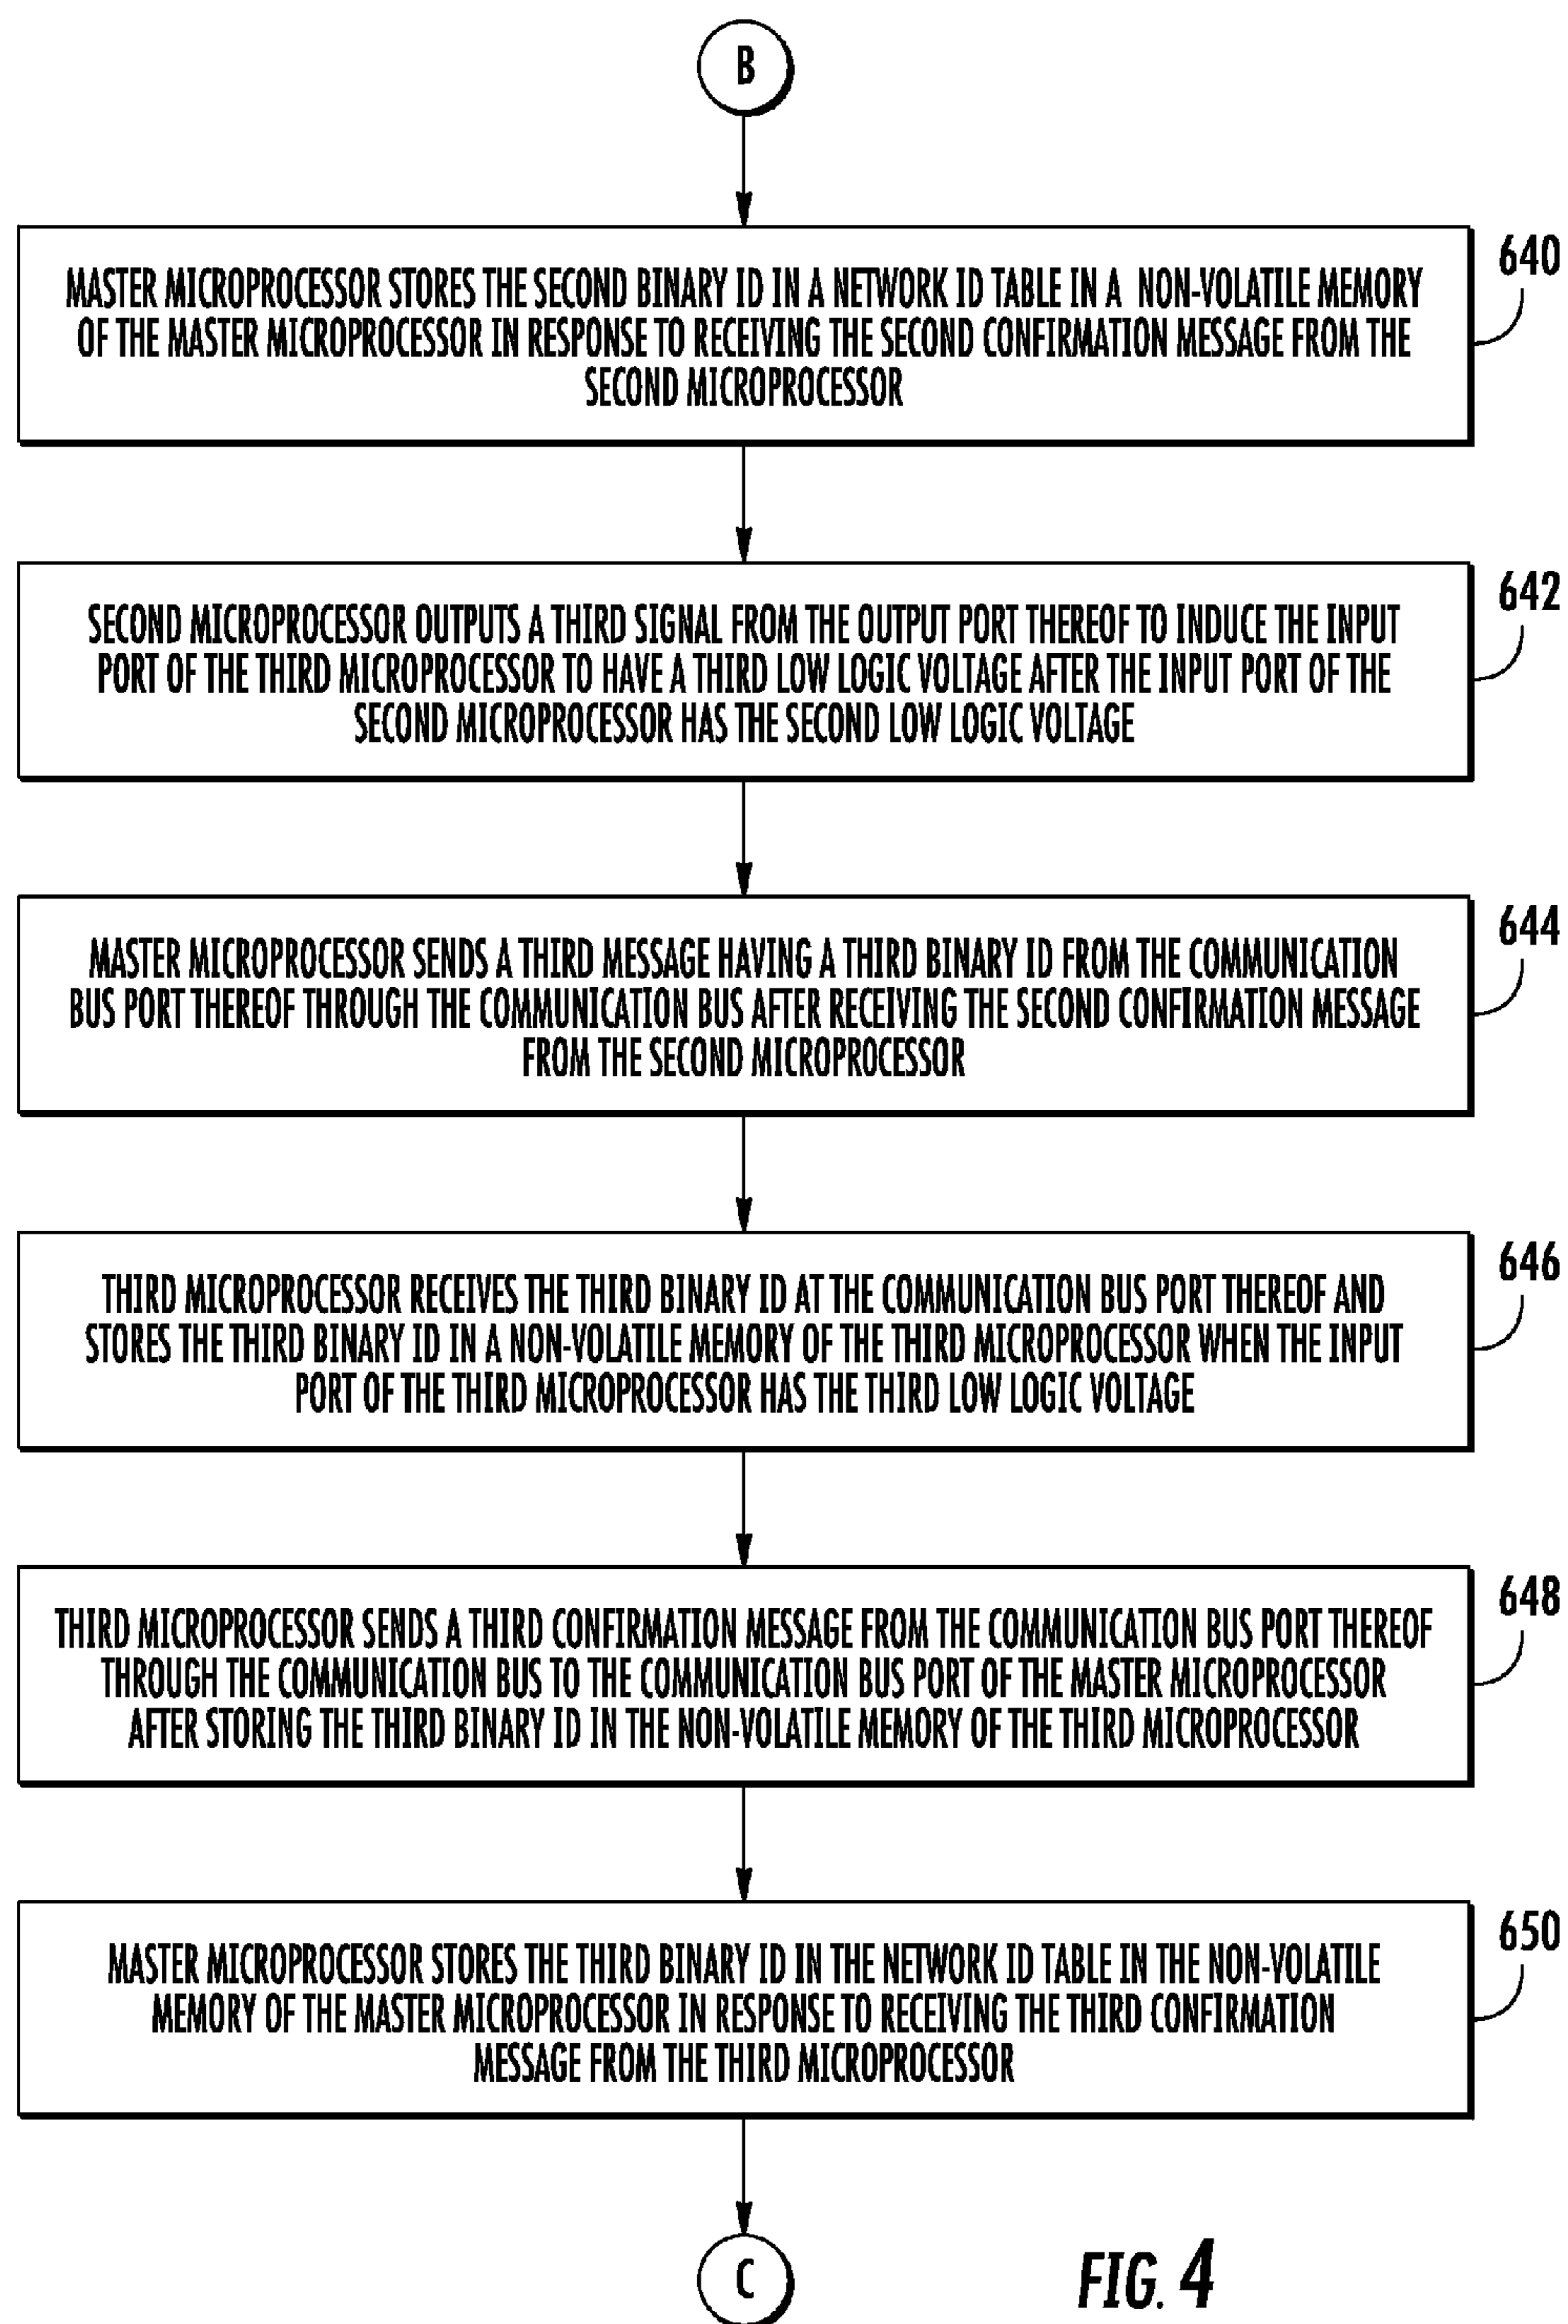 B
640
MASTER MICROPROCESSOR STORES THE SECOND BINARY ID IN A NETWORK ID TABLE IN A NON-VOLATILE MEMORY
OF THE MASTER MICROPROCESSOR IN RESPONSE TO RECEIVING THE SECOND CONFIRMATION MESSAGE FROM THE
SECOND MICROPROCESSOR
642
SECOND MICROPROCESSOR OUTPUTS A THIRD SIGNAL FROM THE OUTPUT PORT THEREOF TO INDUCE THE INPUT
PORT OF THE THIRD MICROPROCESSOR TO HAVE A THIRD LOW LOGIC VOLTAGE AFTER THE INPUT PORT OF THE
SECOND MICROPROCESSOR HAS THE SECOND LOW LOGIC VOLTAGE
644
MASTER MICROPROCESSOR SENDS A THIRD MESSAGE HAVING A THIRD BINARY ID FROM THE COMMUNICATION
BUS PORT THEREOF THROUGH THE COMMUNICATION BUS AFTER RECEIVING THE SECOND CONFIRMATION MESSAGE
FROM THE SECOND MICROPROCESSOR
646
THIRD MICROPROCESSOR RECEIVES THE THIRD BINARY ID AT THE COMMUNICATION BUS PORT THEREOF AND
STORES THE THIRD BINARY ID IN A NON-VOLATILE MEMORY OF THE THIRD MICROPROCESSOR WHEN THE INPUT
PORT OF THE THIRD MICROPROCESSOR HAS THE THIRD LOW LOGIC VOLTAGE
648
THIRD MICROPROCESSOR SENDS A THIRD CONFIRMATION MESSAGE FROM THE COMMUNICATION BUS PORT THEREOF
THROUGH THE COMMUNICATION BUS TO THE COMMUNICATION BUS PORT OF THE MASTER MICROPROCESSOR
AFTER STORING THE THIRD BINARY ID IN THE NON-VOLATILE MEMORY OF THE THIRD MICROPROCESSOR
650
MASTER MICROPROCESSOR STORES THE THIRD BINARY ID IN THE NETWORK ID TABLE IN THE NON-VOLATILE
MEMORY OF THE MASTER MICROPROCESSOR IN RESPONSE TO RECEIVING THE THIRD CONFIRMATION
MESSAGE FROM THE THIRD MICROPROCESSOR
C
FIG. 4